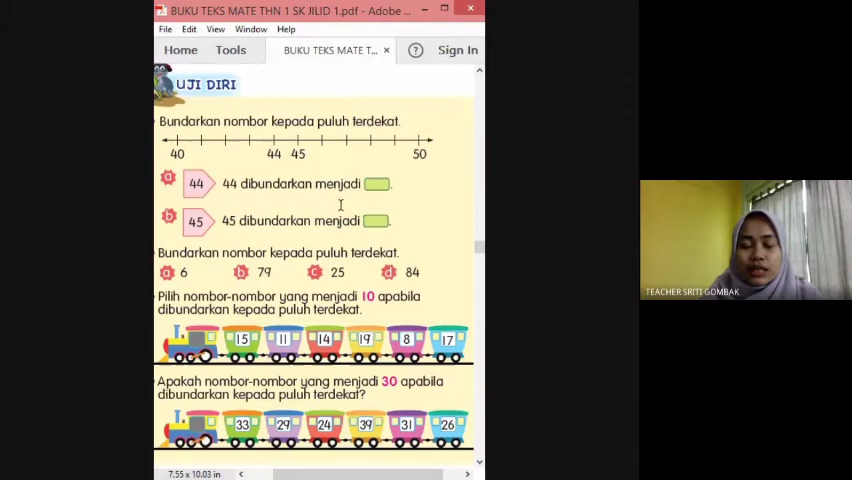 BUKU TEKS MATE THN 1 SK JILID 1.pdf - Adobe ...
File Edit View Window Help
Home Tools BUKU TEKS MATE T... × ? Sign In
UJI DIRI
Bundarkan nombor kepada puluh terdekat.
40 44 45 50
a 44 44 dibundarkan menjadi .
b 45 45 dibundarkan menjadi .
Bundarkan nombor kepada puluh terdekat.
a 6 b 79 c 25 d 84
Pilih nombor-nombor yang menjadi 10 apabila
dibundarkan kepada puluh terdekat.
15 11 14 19 8 17
Apakah nombor-nombor yang menjadi 30 apabila
dibundarkan kepada puluh terdekat?
33 29 24 39 31 26
7.55 x 10.03 in
TEACHER SRITI GOMBAK